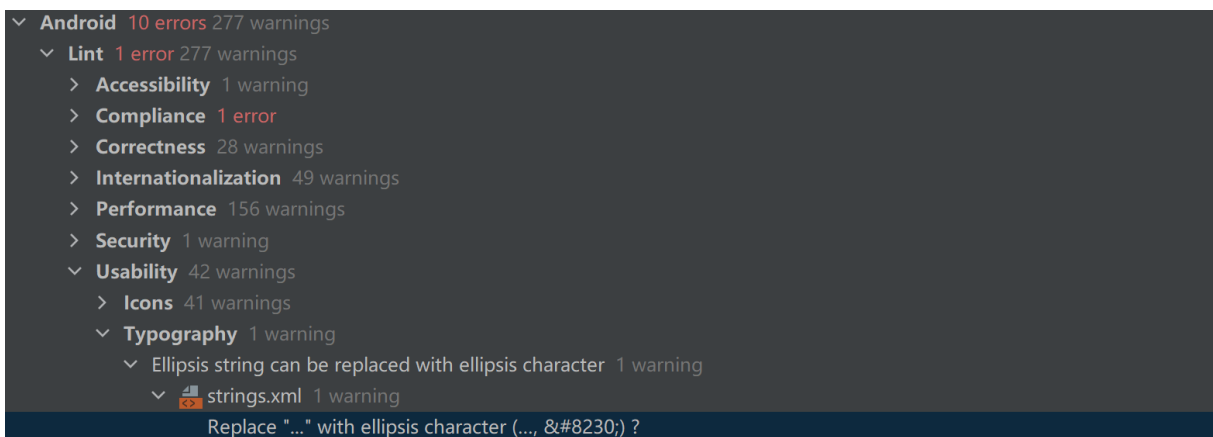 Android 10 errors 277 warnings
Lint 1 error 277 warnings
Accessibility 1 warning
Compliance 1 error
Correctness 28 warnings
Internationalization 49 warnings
Performance 156 warnings
Security 1 warning
Usability 42 warnings
Icons 41 warnings
Typography 1 warning
Ellipsis string can be replaced with ellipsis character 1 warning
strings.xml 1 warning
Replace "..." with ellipsis character (…, &#8230;) ?